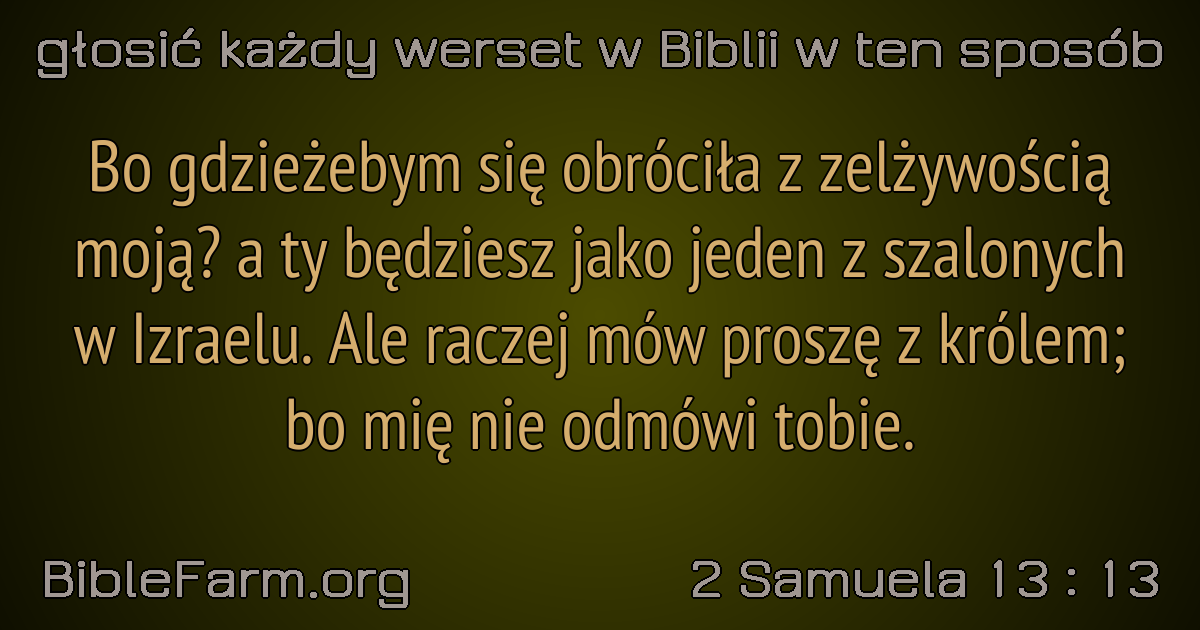 głosić każdy werset w Biblii w ten sposób
Bo gdzieżebym się obróciła z zelżywością
moją? a ty będziesz jako jeden z szalonych
w Izraelu. Ale raczej mów proszę z królem;
bo mię nie odmówi tobie.
BibleFarm.org
2 Samuela 13 : 13